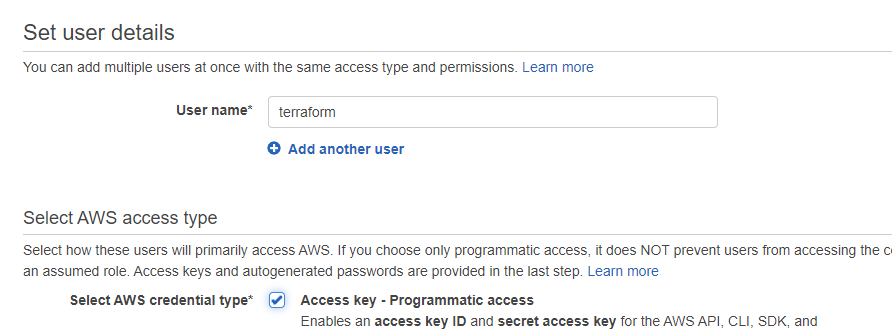 Set user details
You can add multiple users at once with the same access type and permissions. Learn more
User name* terraform
Add another user
Select AWS access type
Select how these users will primarily access AWS. If you choose only programmatic access, it does NOT prevent users from accessing the c
an assumed role. Access keys and autogenerated passwords are provided in the last step. Learn more
Select AWS credential type* Access key - Programmatic access
Enables an access key ID and secret access key for the AWS API, CLI, SDK, and